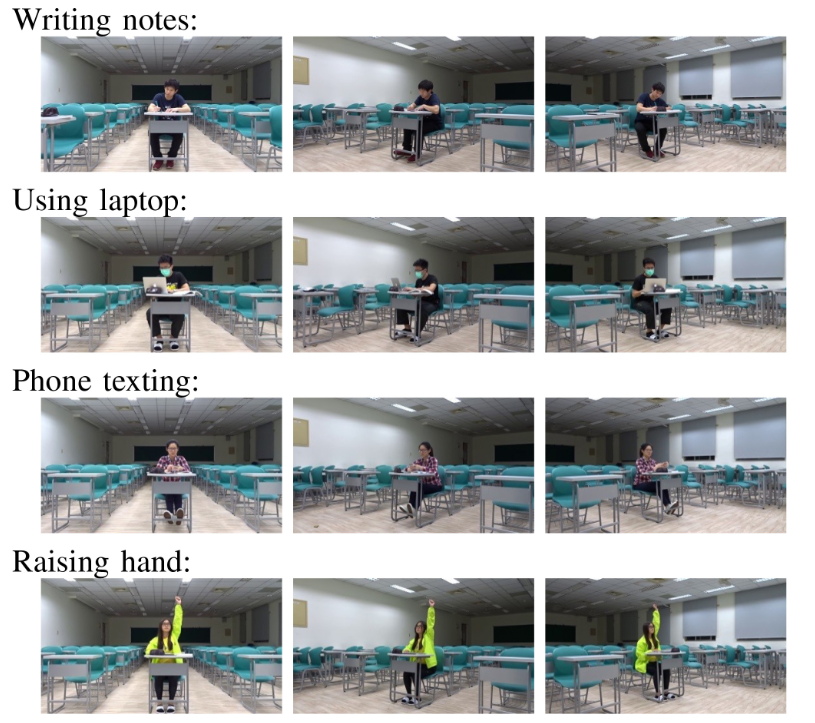 Writing notes:
Using laptop:
Phone texting:
Raising hand: